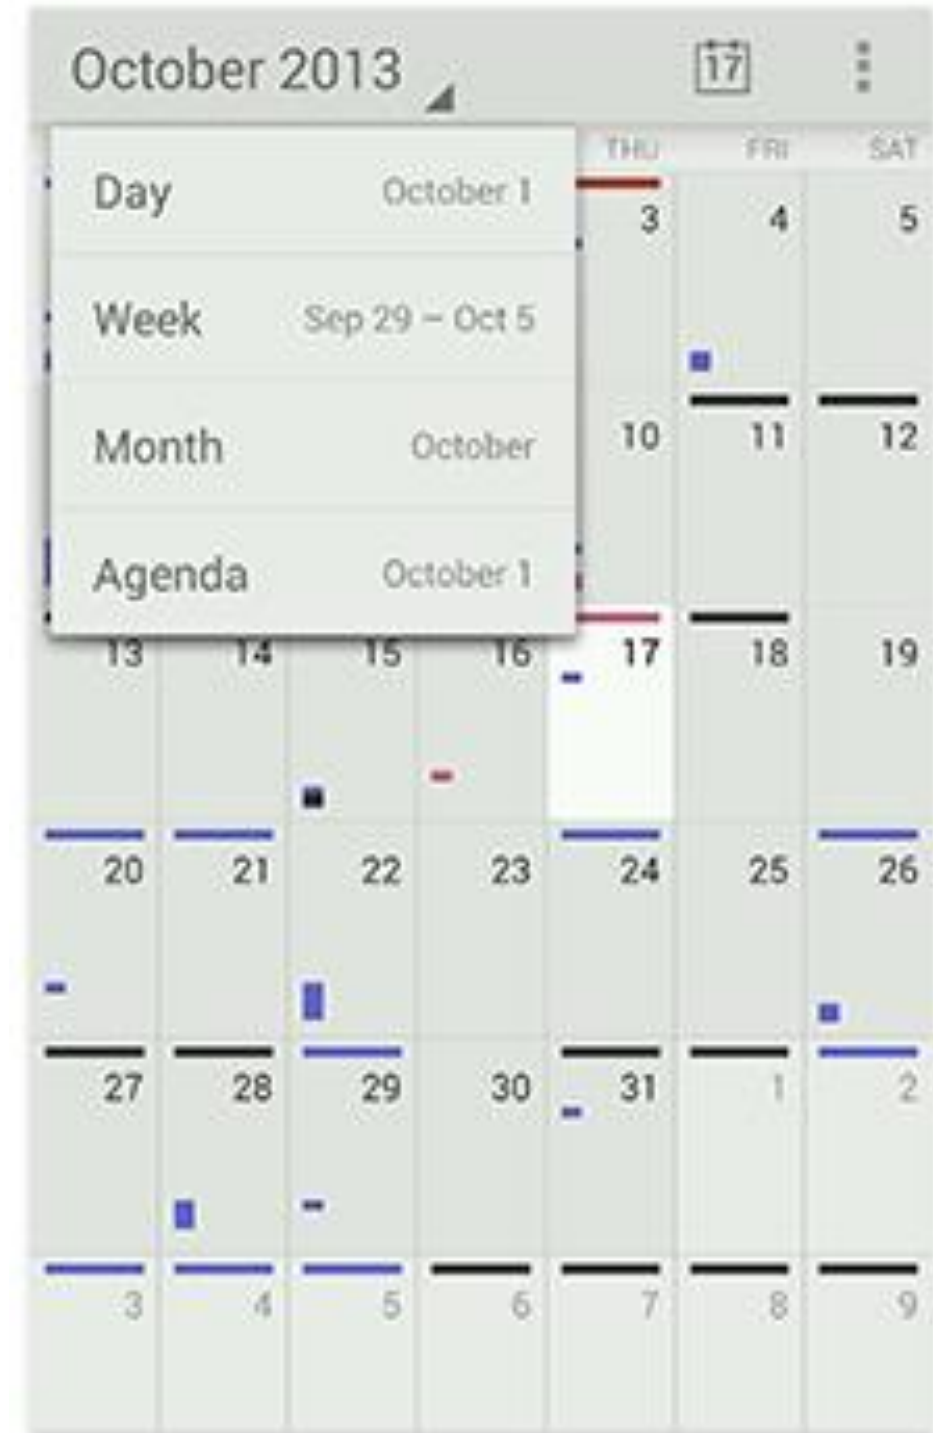 October 2013 17
THU FRI SAT
Day October 1
3 4 5
Week Sep 29 – Oct 5
Month October
10 11 12
Agenda October 1
13 14 15 16 17 18 19
20 21 22 23 24 25 26
27 28 29 30 31 1 2
3 4 5 6 7 8 9